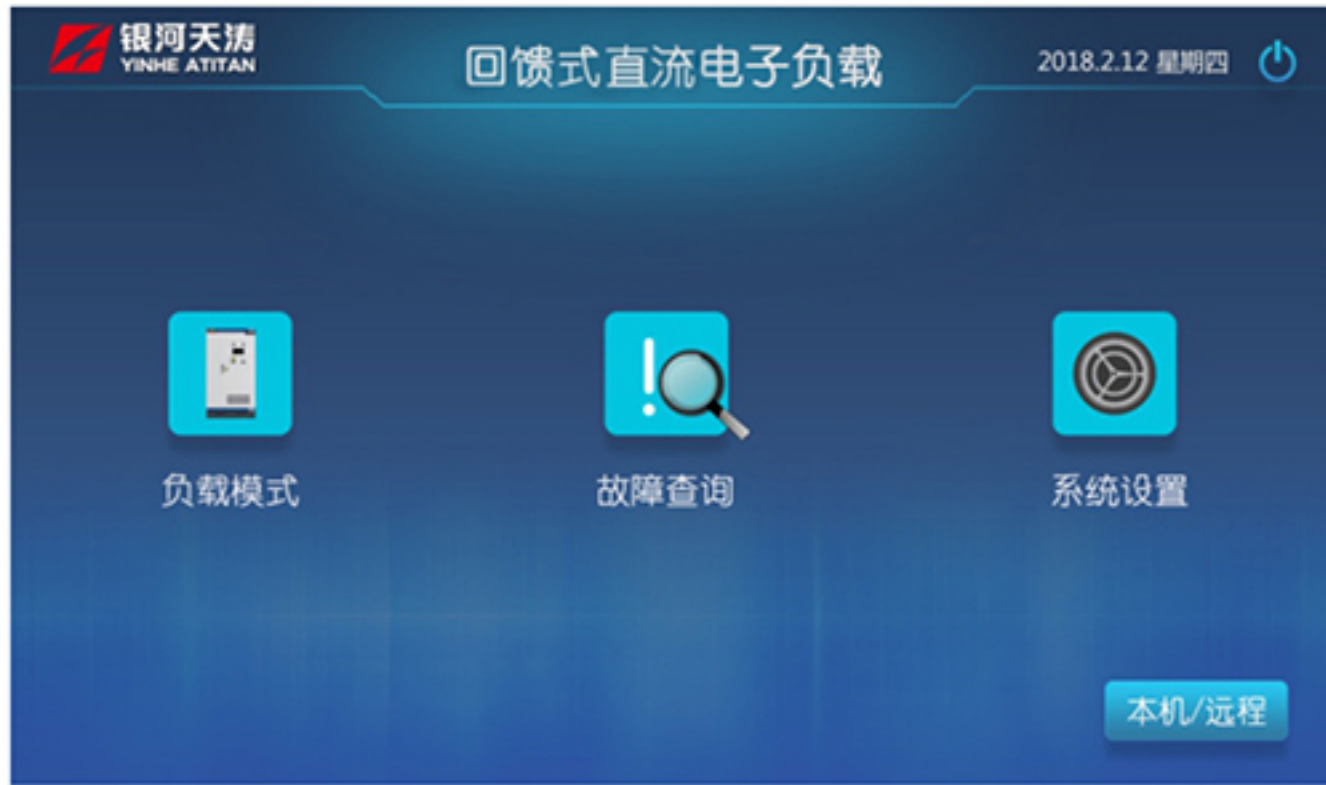 银河天涛
YINHE ATITAN
回馈式直流电子负载
2018.2.12 星期四
负载模式
故障查询
系统设置
本机/远程